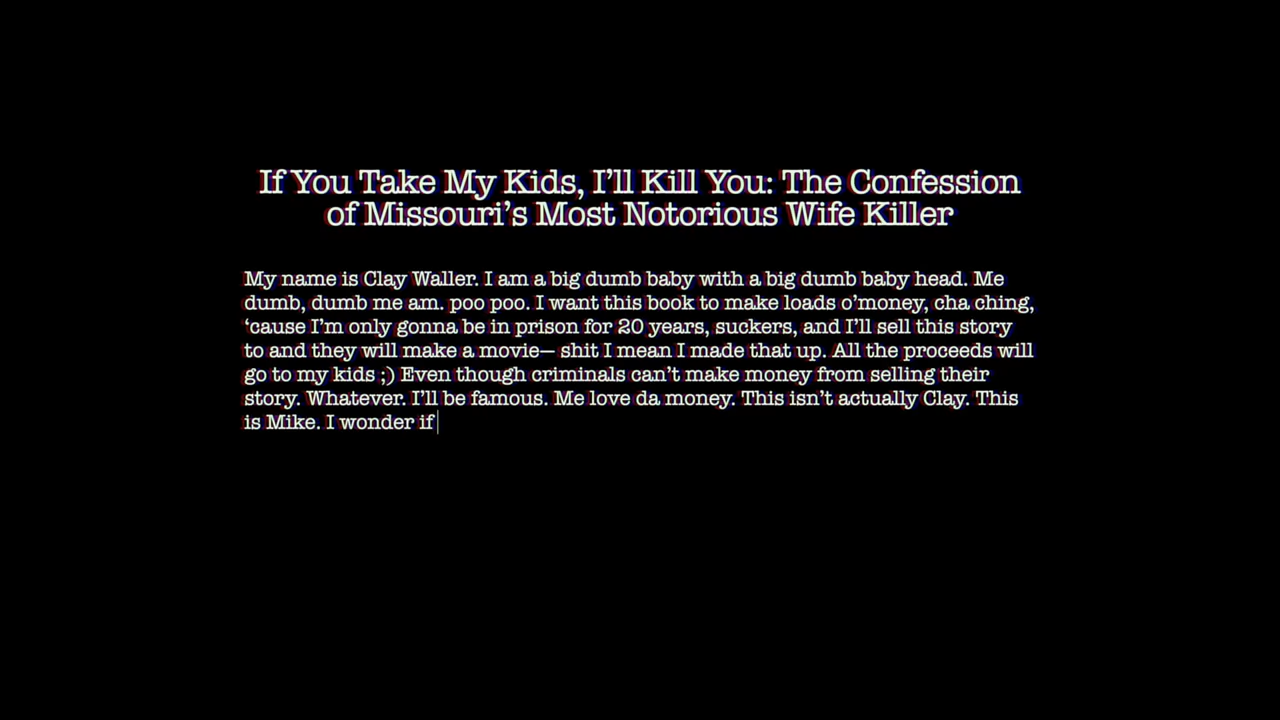 If You Take My Kids, I’ll Kill You: The Confession
of Missouri’s Most Notorious Wife Killer
My name is Clay Waller. I am a big dumb baby with a big dumb baby head. Me
dumb, dumb me am. poo poo. I want this book to make loads o’money, cha ching,
‘cause I’m only gonna be in prison for 20 years, suckers, and I’ll sell this story
to and they will make a movie— shit I mean I made that up. All the proceeds will
go to my kids ;) Even though criminals can’t make money from selling their
story. Whatever. I’ll be famous. Me love da money. This isn’t actually Clay. This
is Mike. I wonder if